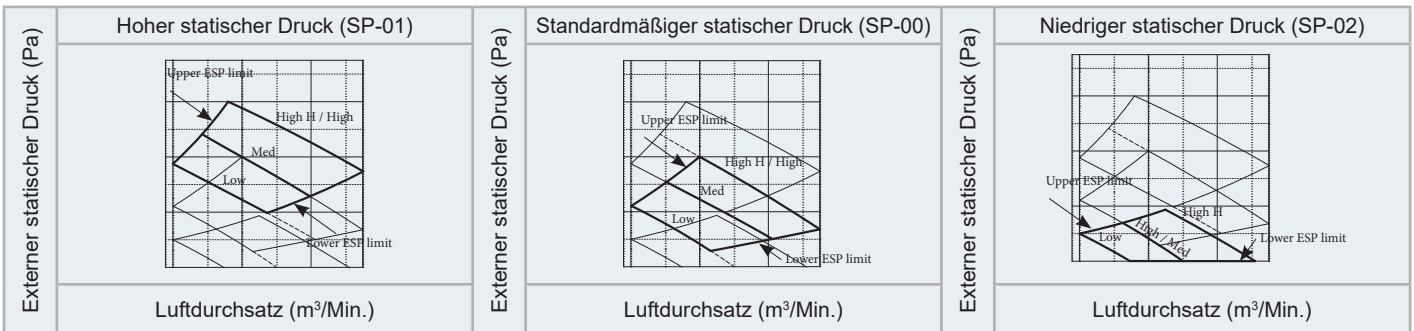 Externer statischer Druck (Pa)
Hoher statischer Druck (SP-01)
Upper ESP limit
High H / High
Med
Low
Lower ESP limit
Luftdurchsatz (m³/Min.)
Externer statischer Druck (Pa)
Standardmäßiger statischer Druck (SP-00)
Upper ESP limit
High H / High
Med
Low
Lower ESP limit
Luftdurchsatz (m³/Min.)
Externer statischer Druck (Pa)
Niedriger statischer Druck (SP-02)
Upper ESP limit
High H
Low
High / Med
Lower ESP limit
Luftdurchsatz (m³/Min.)